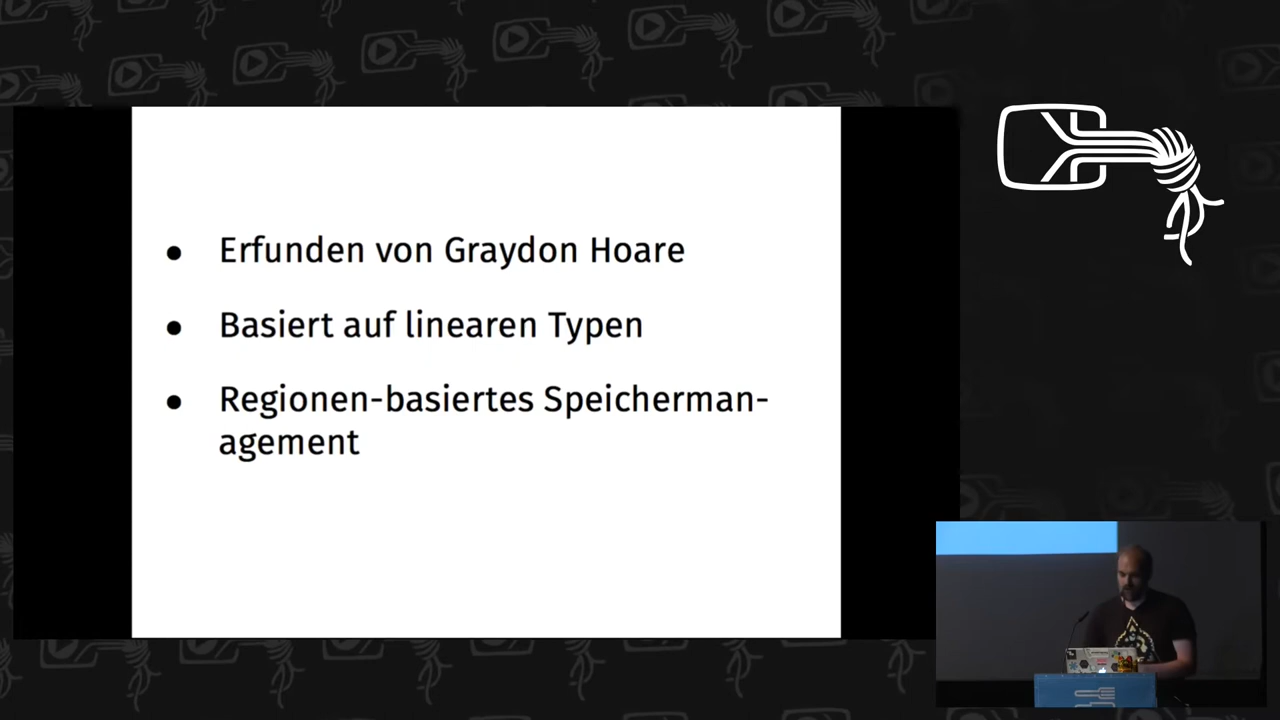 ● Erfunden von Graydon Hoare
● Basiert auf linearen Typen
● Regionen-basiertes Speicherman-
agement